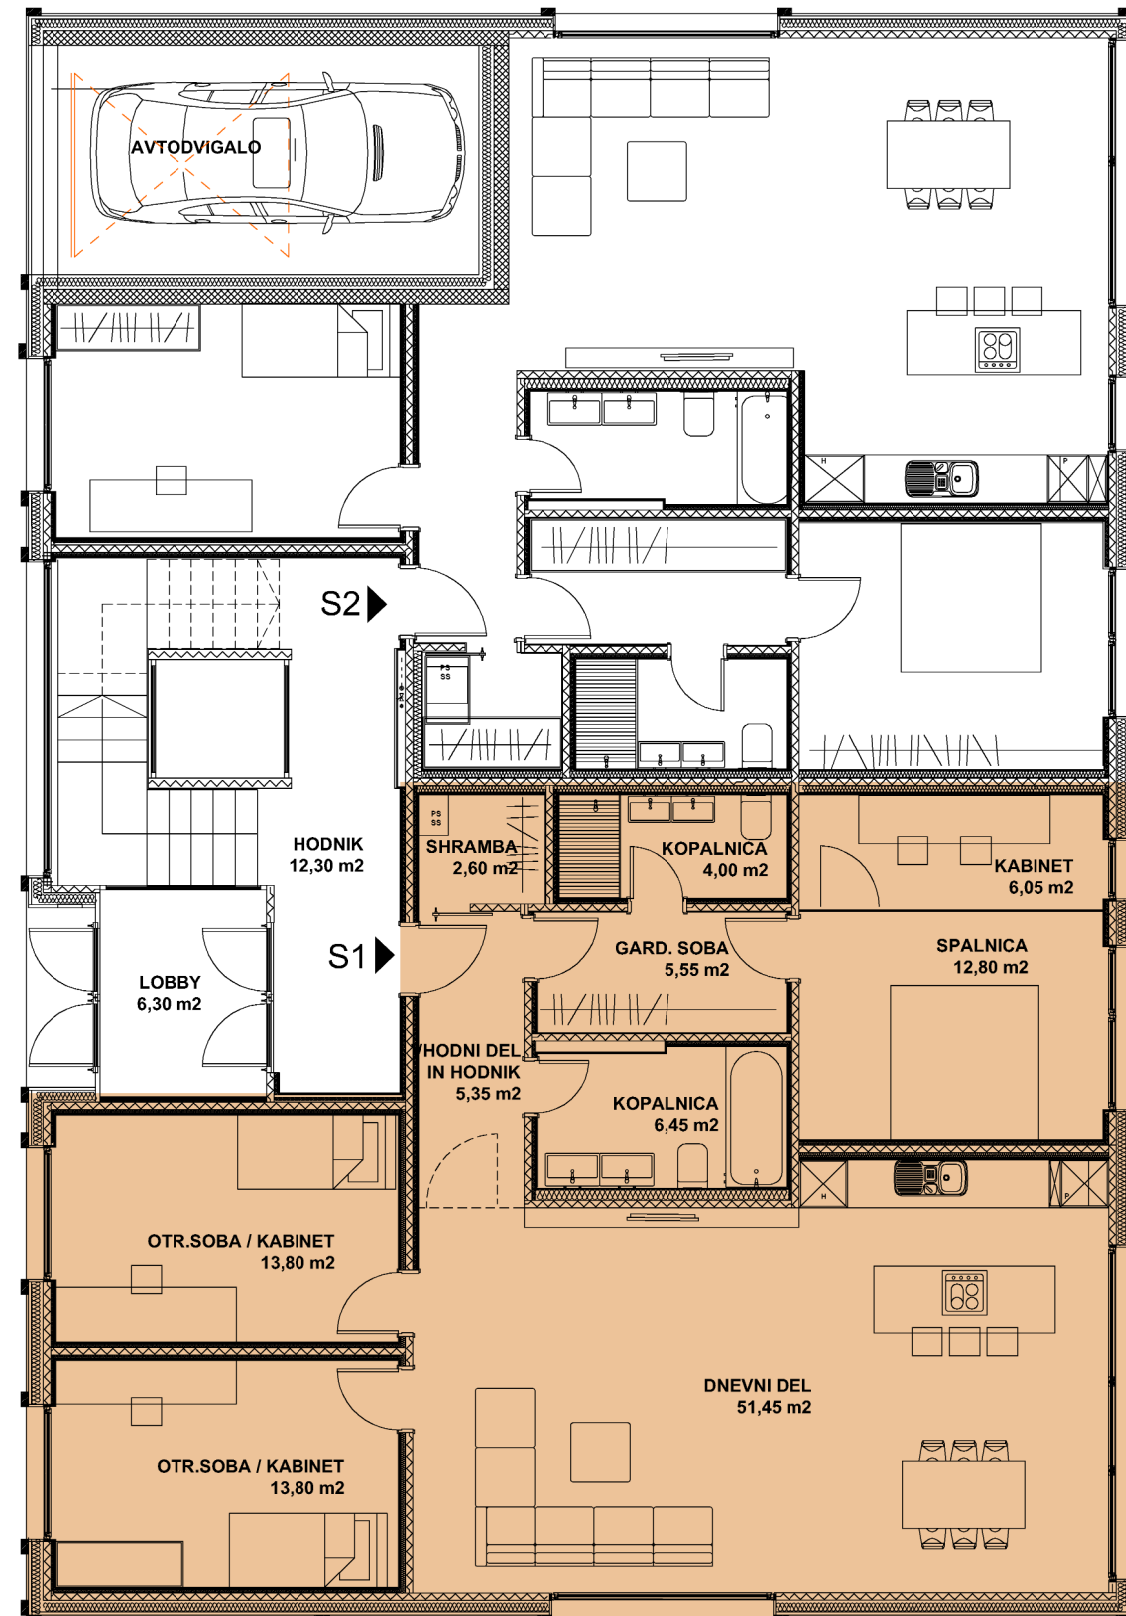 AVTODVIGALO
H
P
S2
PS
SS
HODNIK
12,30 m2
PS
SS
SHRAMBA
2,60 m2
KOPALNICA
4,00 m2
KABINET
6,05 m2
S1
LOBBY
6,30 m2
GARD. SOBA
5,55 m2
SPALNICA
12,80 m2
HODNI DEL
IN HODNIK
5,35 m2
KOPALNICA
6,45 m2
H
P
OTR.SOBA / KABINET
13,80 m2
DNEVNI DEL
51,45 m2
OTR.SOBA / KABINET
13,80 m2